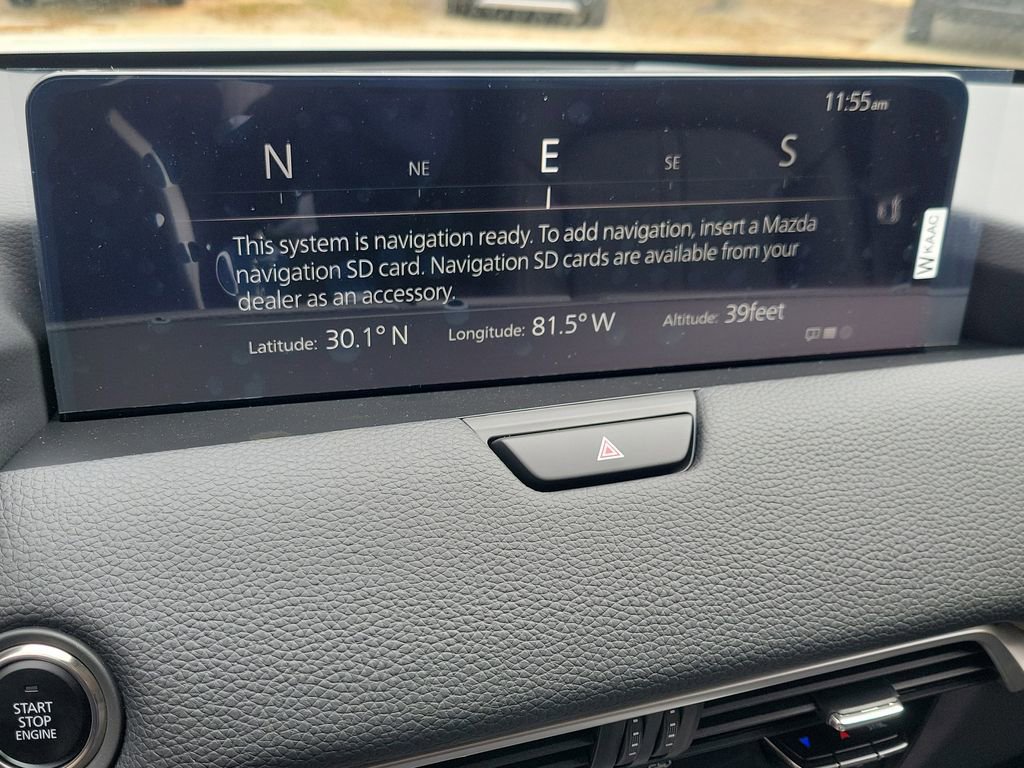 11:55am
N NE E SE S
This system is navigation ready. To add navigation, insert a Mazda
navigation SD card. Navigation SD cards are available from your
dealer as an accessory.
Latitude: 30.1° N Longitude: 81.5° W Altitude: 39feet
WKAAG
START
STOP
ENGINE